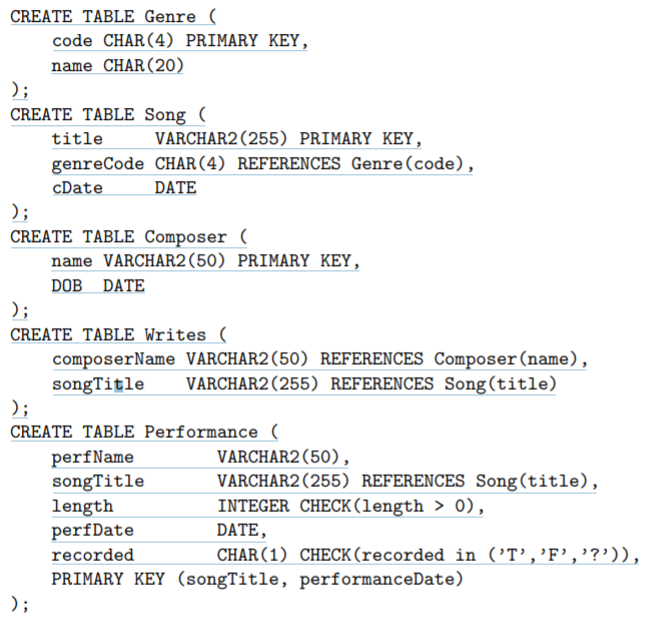 CREATE TABLE Genre (
code CHAR(4) PRIMARY KEY,
name CHAR(20)
);
CREATE TABLE Song (
title VARCHAR2(255) PRIMARY KEY,
genreCode CHAR(4) REFERENCES Genre(code),
cDate DATE
);
CREATE TABLE Composer (
name VARCHAR2(50) PRIMARY KEY,
DOB DATE
);
CREATE TABLE Writes (
composerName VARCHAR2(50) REFERENCES Composer(name),
songTitle VARCHAR2(255) REFERENCES Song(title)
);
CREATE TABLE Performance (
perfName VARCHAR2(50),
songTitle VARCHAR2(255) REFERENCES Song(title),
length INTEGER CHECK(length > 0),
perfDate DATE,
recorded CHAR(1) CHECK(recorded in (’T’,’F’,’?’)),
PRIMARY KEY (songTitle, performanceDate)
);